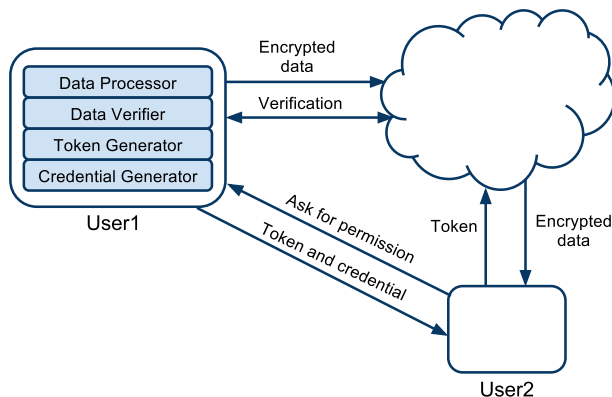 Encrypted
data
Data Processor
Data Verifier
Verification
Token Generator
Credential Generator
User1
Ask for permission
Token and credential
Token
Encrypted
data
User2